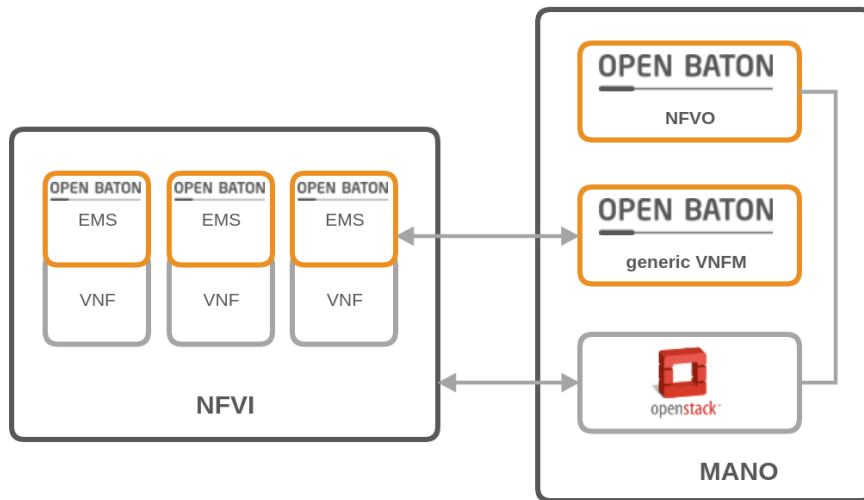 OPEN BATON
NFVO
OPEN BATON OPEN BATON OPEN BATON
EMS EMS EMS
OPEN BATON
generic VNFM
VNF VNF VNF
openstack™
NFVI
MANO